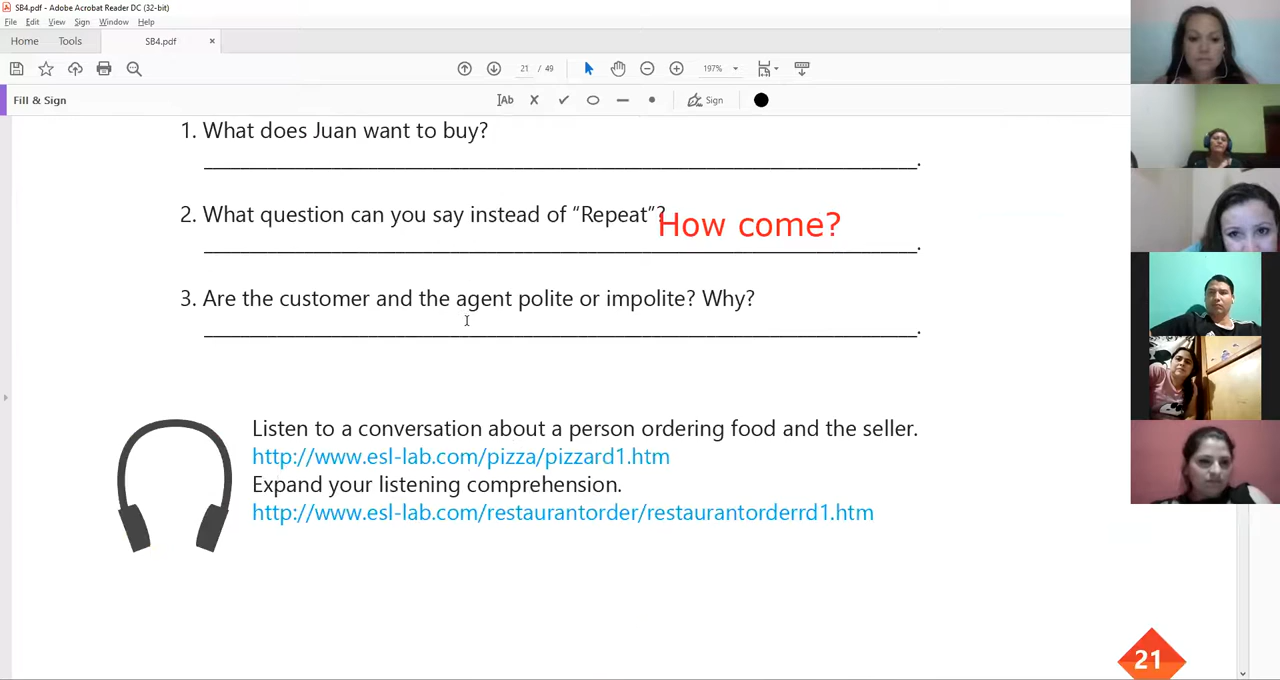 SB4.pdf - Adobe Acrobat Reader DC (32-bit)
File Edit View Sign Window Help
Home Tools SB4.pdf ×
21 / 49 197%
Fill & Sign Ab Sign
1. What does Juan want to buy?
______________________________.
2. What question can you say instead of “Repeat”?
How come?
______________________________.
3. Are the customer and the agent polite or impolite? Why?
______________________________.
Listen to a conversation about a person ordering food and the seller.
http://www.esl-lab.com/pizza/pizzard1.htm
Expand your listening comprehension.
http://www.esl-lab.com/restaurantorder/restaurantorderrd1.htm
21